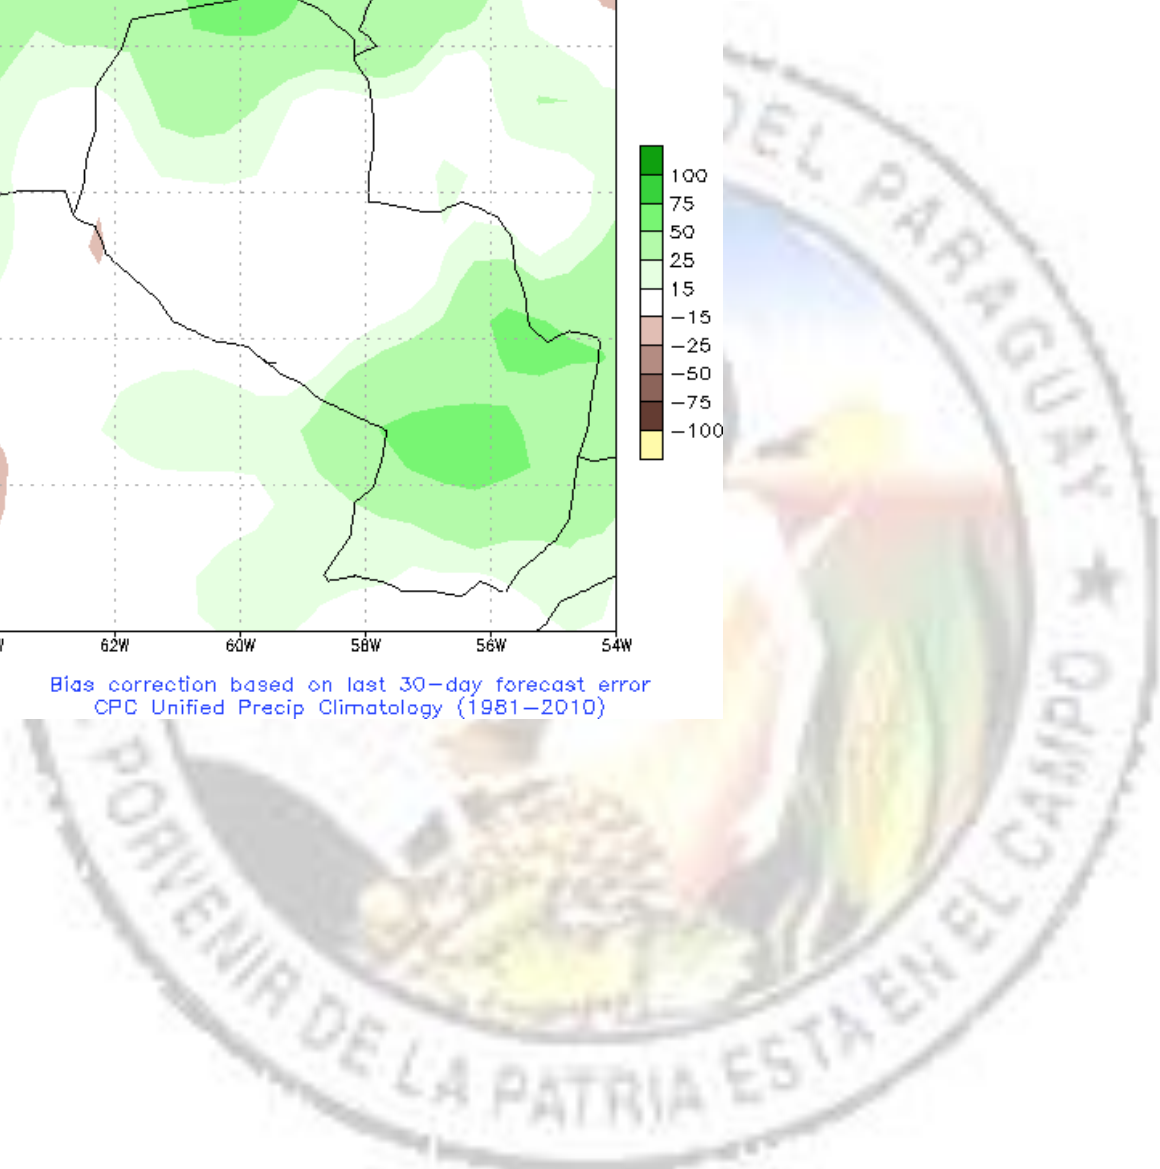 100
75
50
25
15
-15
-25
-50
-75
-100
62W
60W
58W
56W
54W
Bias correction based on last 30-day forecast error
CPC Unified Precip Climatology (1981-2010)
DEL PARAGUAY ★
PORVENIR DE LA PATRIA ESTA EN EL CAMPO